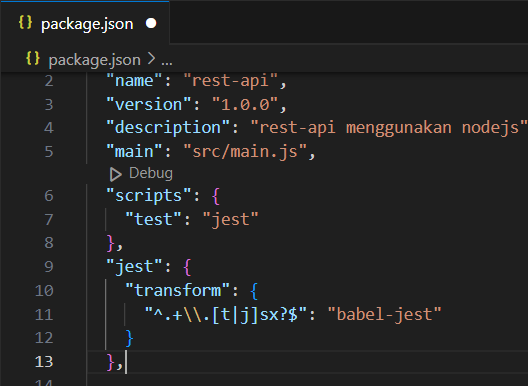 {} package.json ●
{} package.json > ...
2 "name": "rest-api",
3 "version": "1.0.0",
4 "description": "rest-api menggunakan nodejs"
5 "main": "src/main.js",
Debug
6 "scripts": {
7 "test": "jest"
8 },
9 "jest": {
10 "transform": {
11 "^.+\\.[t|j]sx?$": "babel-jest"
12 }
13 },
14